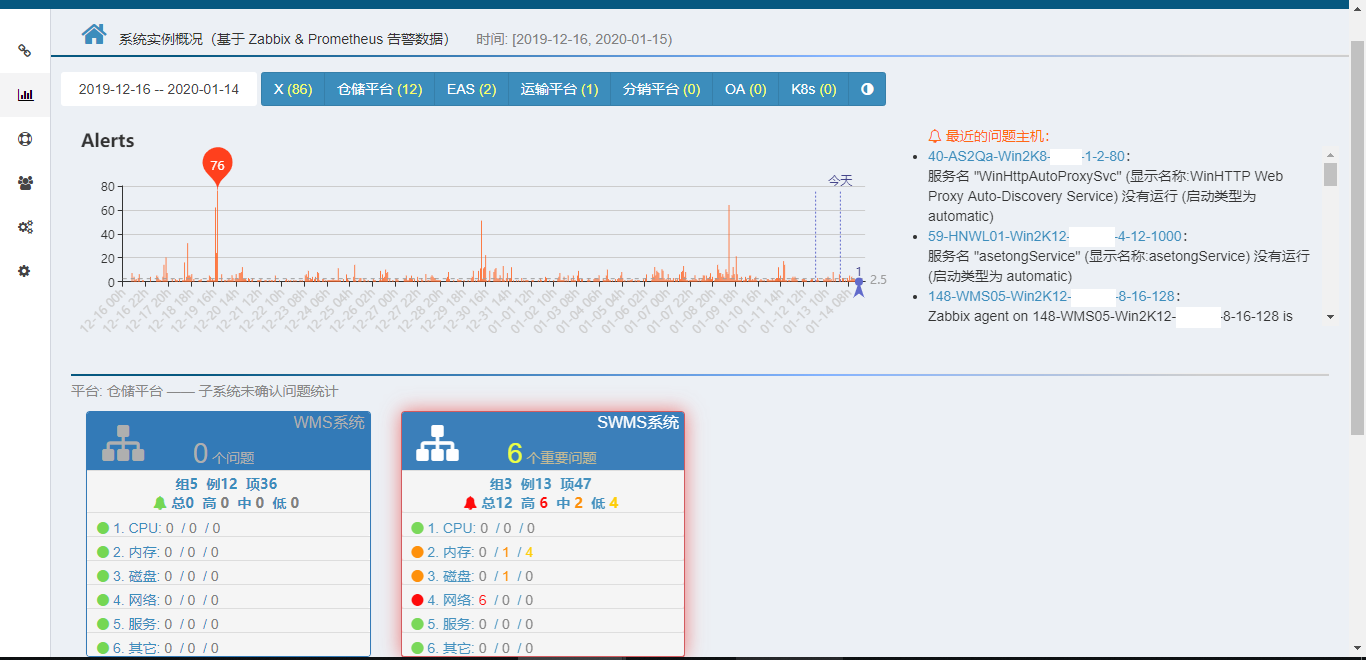 系统实例概况（基于 Zabbix & Prometheus 告警数据） 时间: [2019-12-16, 2020-01-15)
2019-12-16 -- 2020-01-14 X (86) 仓储平台 (12) EAS (2) 运输平台 (1) 分销平台 (0) OA (0) K8s (0)
Alerts
76
今天
80
60
40
20
0
1
2.5
12-16 00h
12-16 22h
12-17 20h
12-18 18h
12-19 16h
12-20 14h
12-21 12h
12-22 10h
12-23 08h
12-24 06h
12-25 04h
12-26 02h
12-27 00h
12-27 22h
12-28 20h
12-29 18h
12-30 16h
12-31 14h
01-01 12h
01-02 10h
01-03 08h
01-04 06h
01-05 04h
01-06 02h
01-07 00h
01-07 22h
01-08 20h
01-09 18h
01-10 16h
01-11 14h
01-12 12h
01-13 10h
01-14 08h
最近的问题主机:
40-AS2Qa-Win2K8- -1-2-80:
服务名 "WinHttpAutoProxySvc" (显示名称:WinHTTP Web
Proxy Auto-Discovery Service) 没有运行 (启动类型为
automatic)
59-HNWL01-Win2K12- -4-12-1000:
服务名 "asetongService" (显示名称:asetongService) 没有运行
(启动类型为 automatic)
148-WMS05-Win2K12- -8-16-128:
Zabbix agent on 148-WMS05-Win2K12- -8-16-128 is
平台: 仓储平台 —— 子系统未确认问题统计
WMS系统
0 个问题
组5 例12 项36
总0 高0 中0 低0
1. CPU: 0 / 0 / 0
2. 内存: 0 / 0 / 0
3. 磁盘: 0 / 0 / 0
4. 网络: 0 / 0 / 0
5. 服务: 0 / 0 / 0
6. 其它: 0 / 0 / 0
SWMS系统
6 个重要问题
组3 例13 项47
总12 高 6 中 2 低 4
1. CPU: 0 / 0 / 0
2. 内存: 0 / 1 / 4
3. 磁盘: 0 / 1 / 0
4. 网络: 6 / 0 / 0
5. 服务: 0 / 0 / 0
6. 其它: 0 / 0 / 0